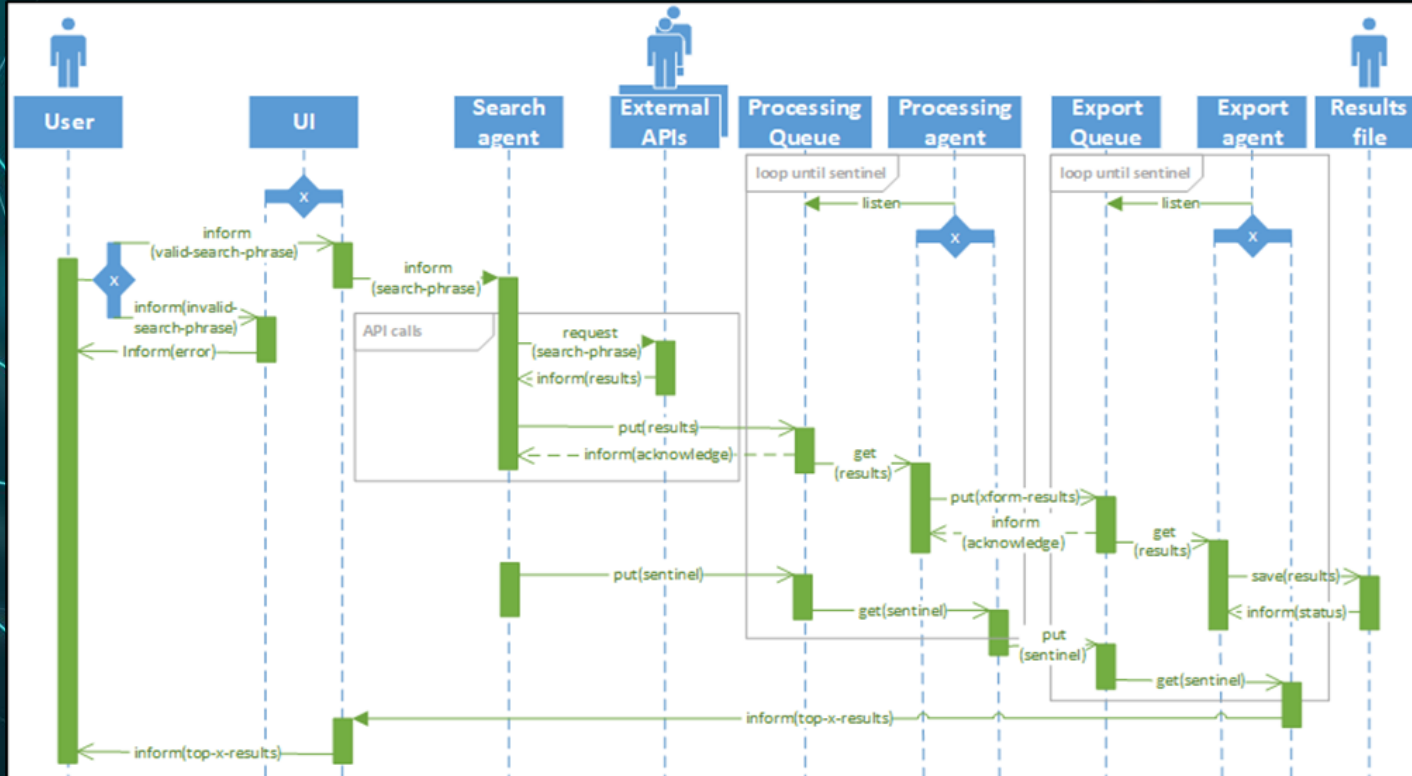 User
UI
Search
agent
External
APIs
Processing
Queue
Processing
agent
Export
Queue
Export
agent
Results
file
loop until sentinel
loop until sentinel
x
listen
listen
inform
(valid-search-phrase)
x
x
x
inform
(search-phrase)
inform(invalid-
search-phrase)
API calls
request
(search-phrase)
Inform(error)
inform(results)
put(results)
inform(acknowledge)
get
(results)
put(xform-results)
inform
(acknowledge)
get
(results)
put(sentinel)
save(results)
get(sentinel)
inform(status)
put
(sentinel)
get(sentinel)
inform(top-x-results)
inform(top-x-results)